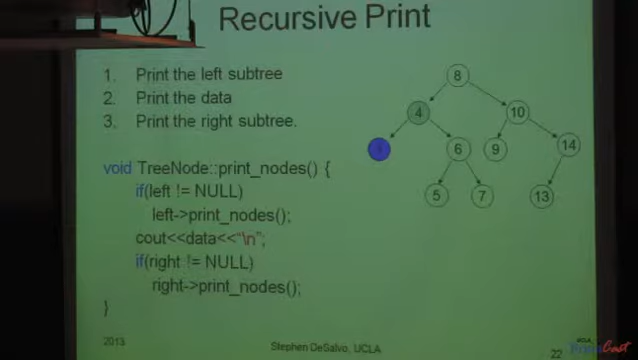 Recursive Print
1. Print the left subtree
2. Print the data
3. Print the right subtree.
void TreeNode::print_nodes() {
if(left != NULL)
left->print_nodes();
cout<<data<<"\n";
if(right != NULL)
right->print_nodes();
}
8
4
10
6
9
14
5
7
13
2013
Stephen DeSalvo, UCLA
22
UCLA
Cast